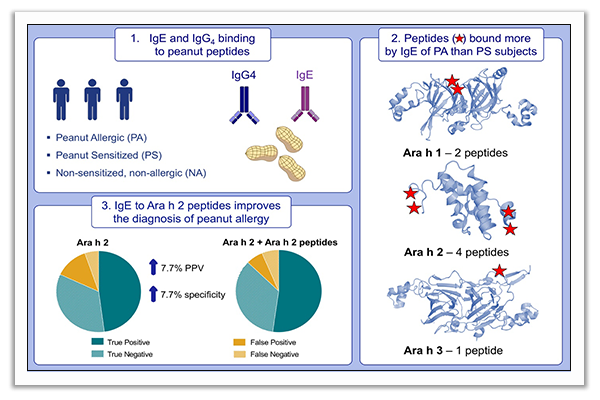 1. IgE and IgG4 binding
to peanut peptides
IgG4
IgE
▪ Peanut Allergic (PA)
▪ Peanut Sensitized (PS)
▪ Non-sensitized, non-allergic (NA)
2. Peptides (★) bound more
by IgE of PA than PS subjects
Ara h 1 – 2 peptides
Ara h 2 – 4 peptides
Ara h 3 – 1 peptide
3. IgE to Ara h 2 peptides improves
the diagnosis of peanut allergy
Ara h 2
Ara h 2 + Ara h 2 peptides
7.7% PPV
7.7% specificity
True Positive
True Negative
False Positive
False Negative